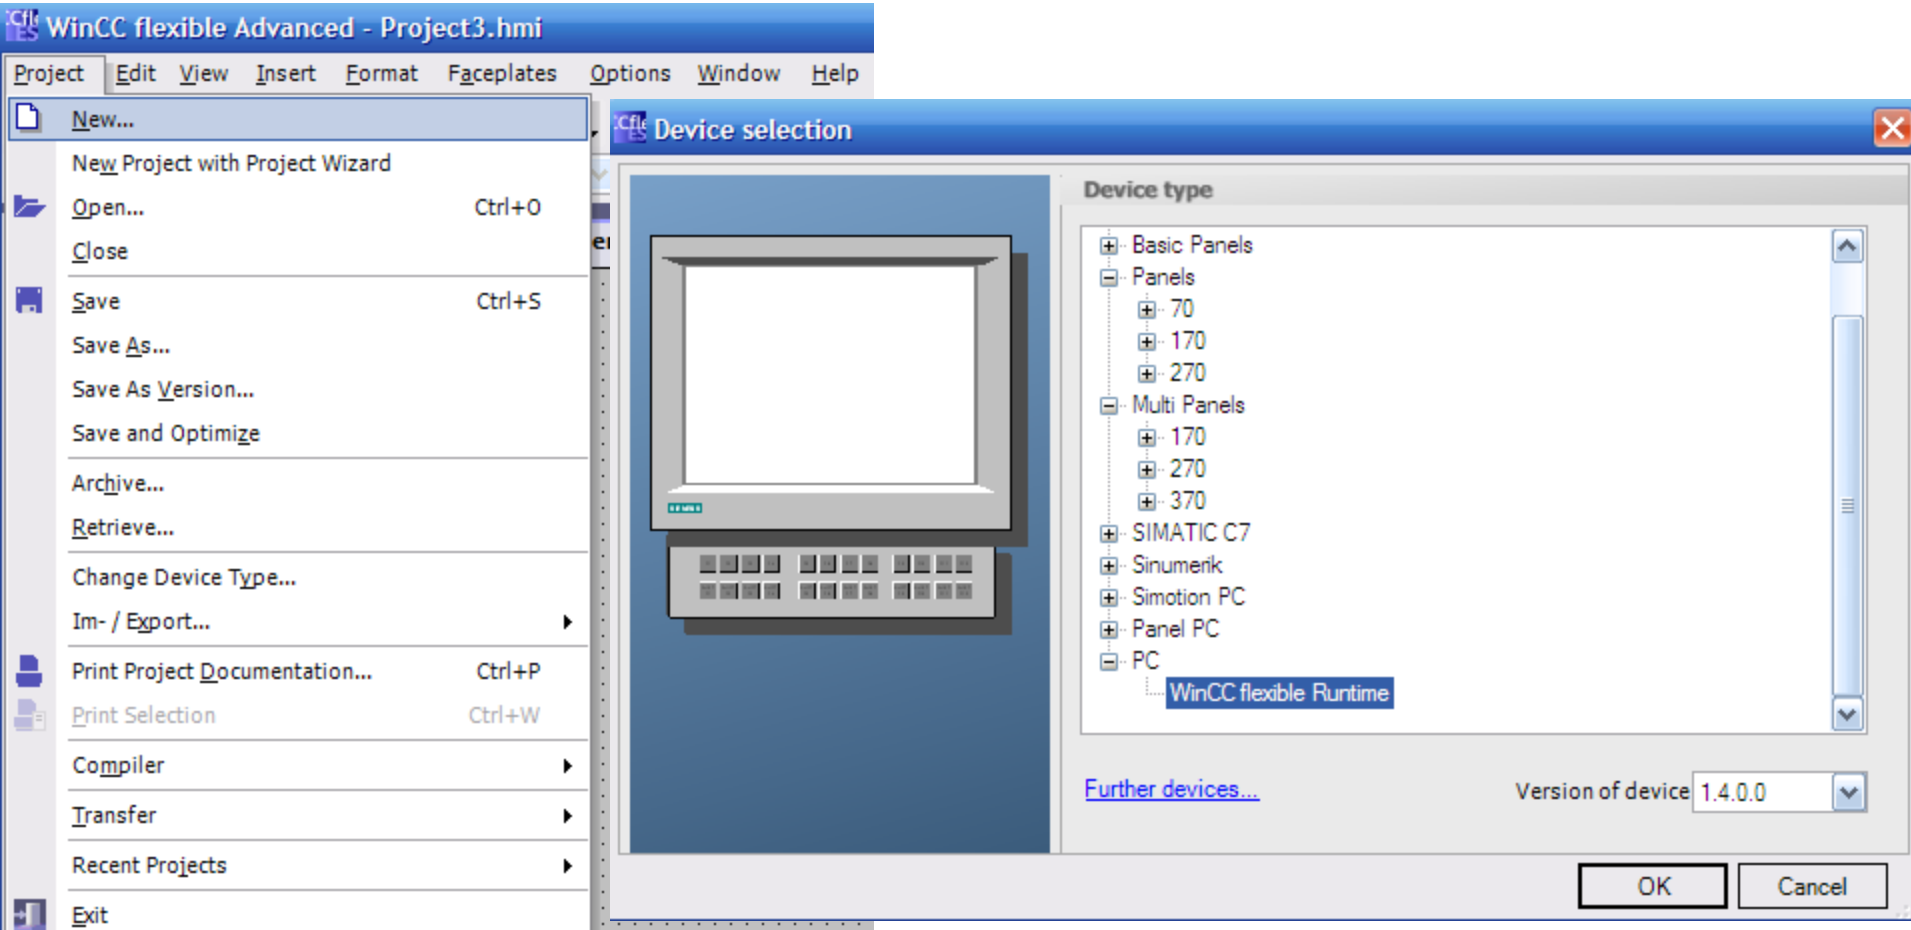 WinCC flexible Advanced - Project3.hmi
Project Edit View Insert Format Faceplates Options Window Help
New...
New Project with Project Wizard
Open... Ctrl+O
Close
Save Ctrl+S
Save As...
Save As Version...
Save and Optimize
Archive...
Retrieve...
Change Device Type...
Im- / Export...
Print Project Documentation... Ctrl+P
Print Selection Ctrl+W
Compiler
Transfer
Recent Projects
Exit
Device selection
Device type
Basic Panels
Panels
70
170
270
Multi Panels
170
270
370
SIMATIC C7
Sinumerik
Simotion PC
Panel PC
PC
WinCC flexible Runtime
Further devices...
Version of device 1.4.0.0
OK Cancel